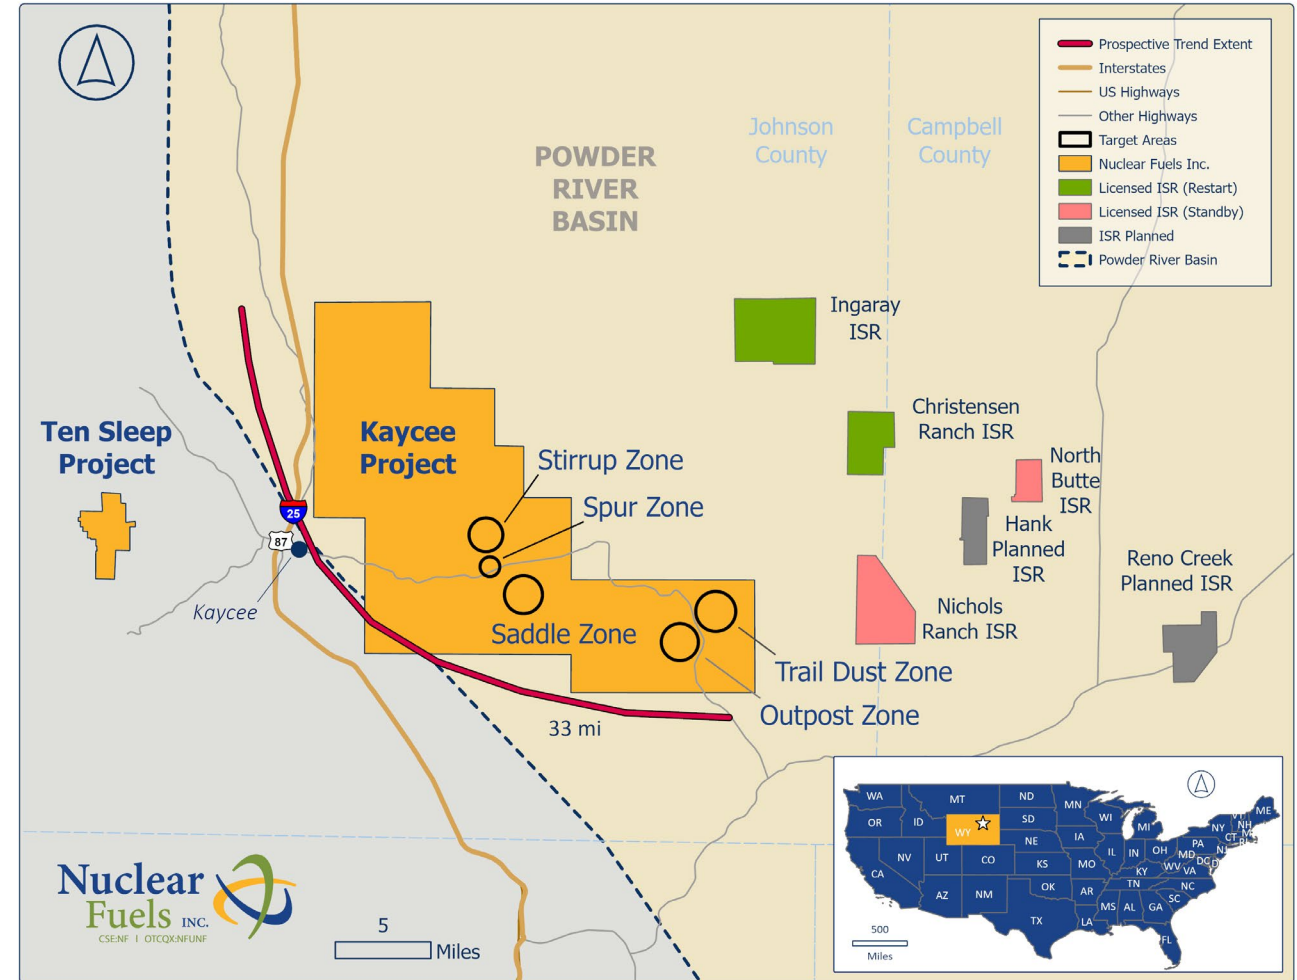 Prospective Trend Extent
Interstates
US Highways
Other Highways
Target Areas
Nuclear Fuels Inc.
Licensed ISR (Restart)
Licensed ISR (Standby)
ISR Planned
Powder River Basin
Johnson
County
Campbell
County
POWDER
RIVER
BASIN
Ingaray
ISR
Christensen
Ranch ISR
North
Butte
ISR
Hank
Planned
ISR
Reno Creek
Planned ISR
Nichols
Ranch ISR
Ten Sleep
Project
Kaycee
Project
Stirrup Zone
Spur Zone
25
87
Kaycee
Saddle Zone
Trail Dust Zone
Outpost Zone
33 mi
Nuclear
Fuels INC.
CSE:NF | OTCQX:NFUNF
5
Miles
WA
MT
ND
MN
OR
ID
WY
SD
WI
MI
NY
NH
ME
NE
IA
PA
CT
NV
UT
CO
KS
MO
IL
IN
OH
WV
MD
DC
VA
KY
CA
AZ
NM
OK
AR
TN
NC
SC
TX
LA
MS
AL
GA
FL
500
Miles